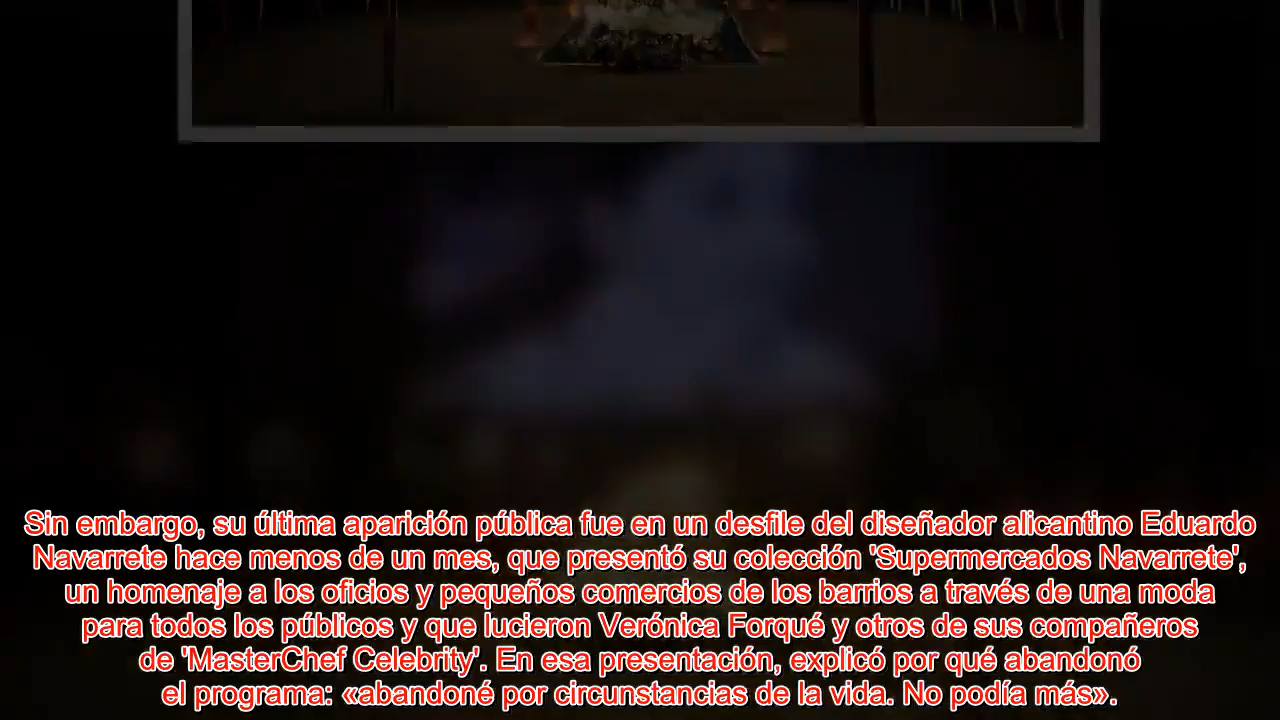 Sin embargo, su última aparición pública fue en un desfile del diseñador alicantino Eduardo
Navarrete hace menos de un mes, que presentó su colección 'Supermercados Navarrete',
un homenaje a los oficios y pequeños comercios de los barrios a través de una moda
para todos los públicos y que lucieron Verónica Forqué y otros de sus compañeros
de 'MasterChef Celebrity'. En esa presentación, explicó por qué abandonó
el programa: «abandoné por circunstancias de la vida. No podía más».